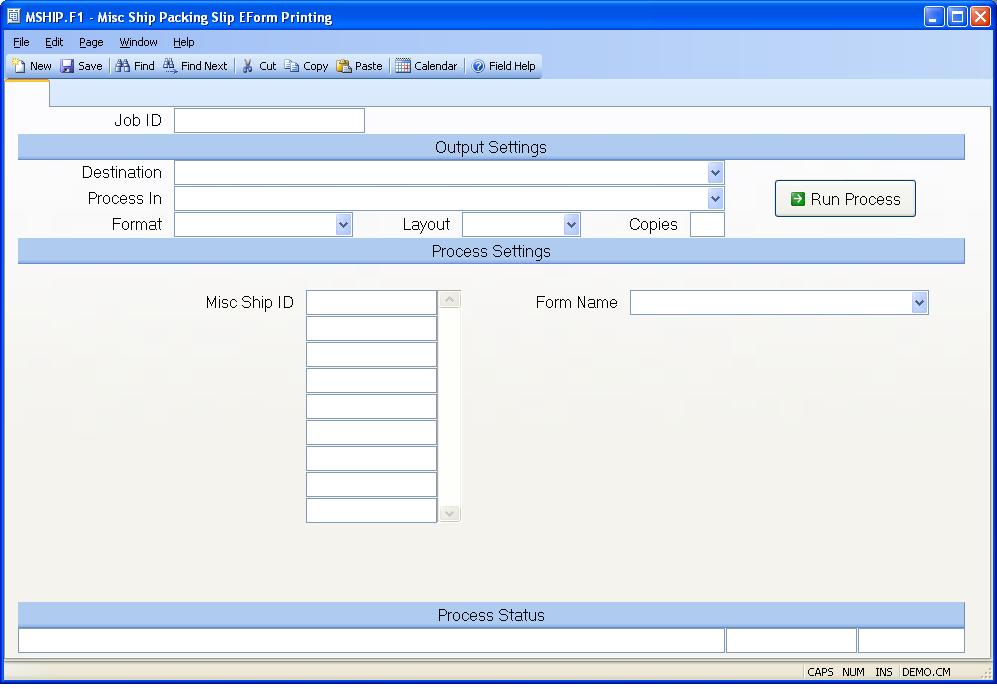 MSHIP.F1 - Misc Ship Packing Slip EForm Printing
File Edit Page Window Help
New Save Find Find Next Cut Copy Paste Calendar Field Help
Job ID
Output Settings
Destination
Process In
Run Process
Format Layout Copies
Process Settings
Misc Ship ID Form Name
Process Status
CAPS NUM INS DEMO.CM